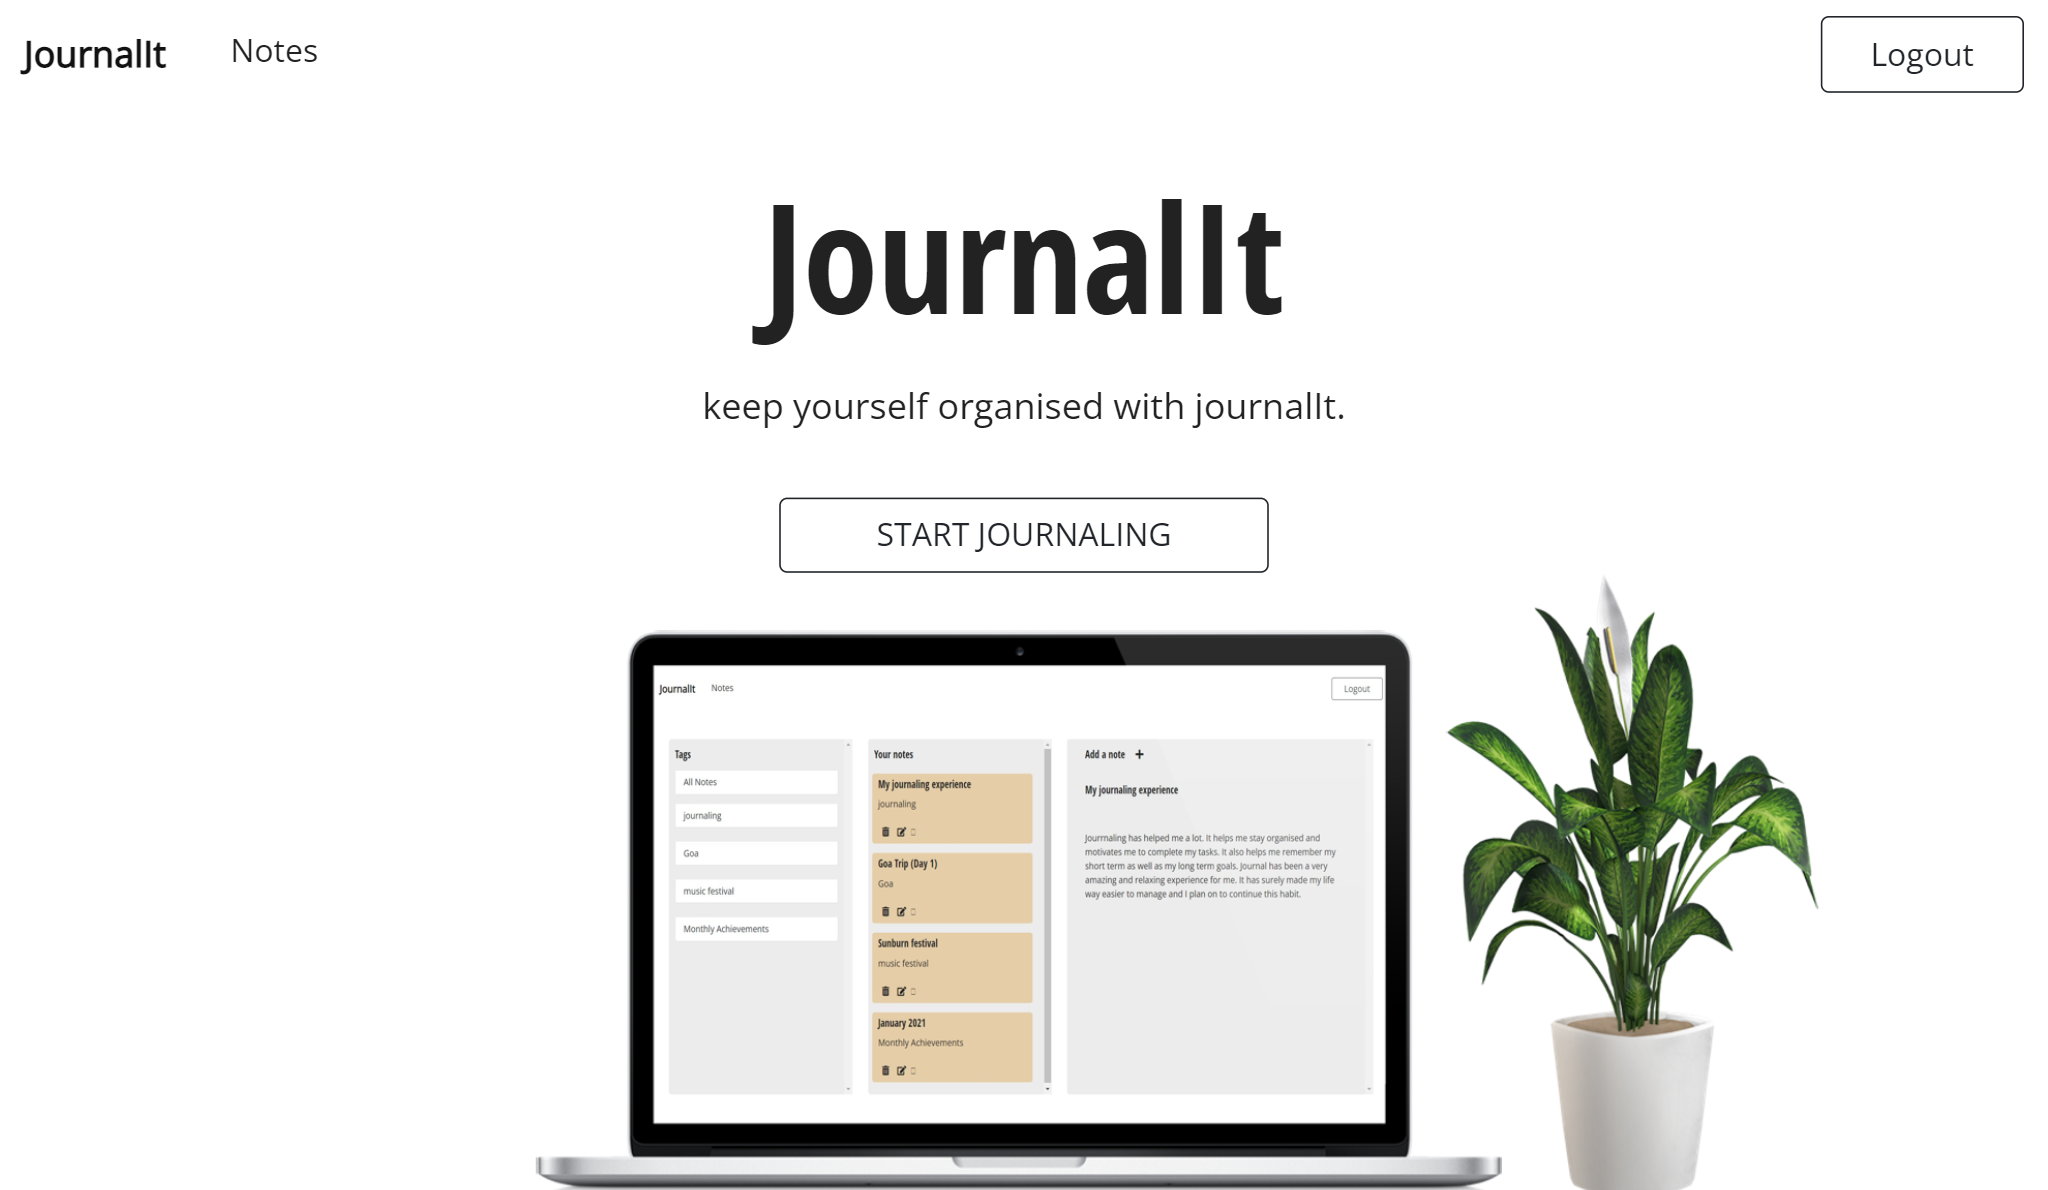 JournalIt
Notes
Logout
JournalIt
keep yourself organised with journalIt.
START JOURNALING
JournalIt
Notes
Logout
Tags
All Notes
journaling
Goa
music festival
Monthly Achievements
Your notes
My journaling experience
journaling
Goa Trip (Day 1)
Goa
Sunburn festival
music festival
January 2021
Monthly Achievements
Add a note +
My journaling experience
Jourrnaling has helped me a lot. It helps me stay organised and
motivates me to complete my tasks. It also helps me remember my
short term as well as my long term goals. Journal has been a very
amazing and relaxing experience for me. It has surely made my life
way easier to manage and I plan on to continue this habit.